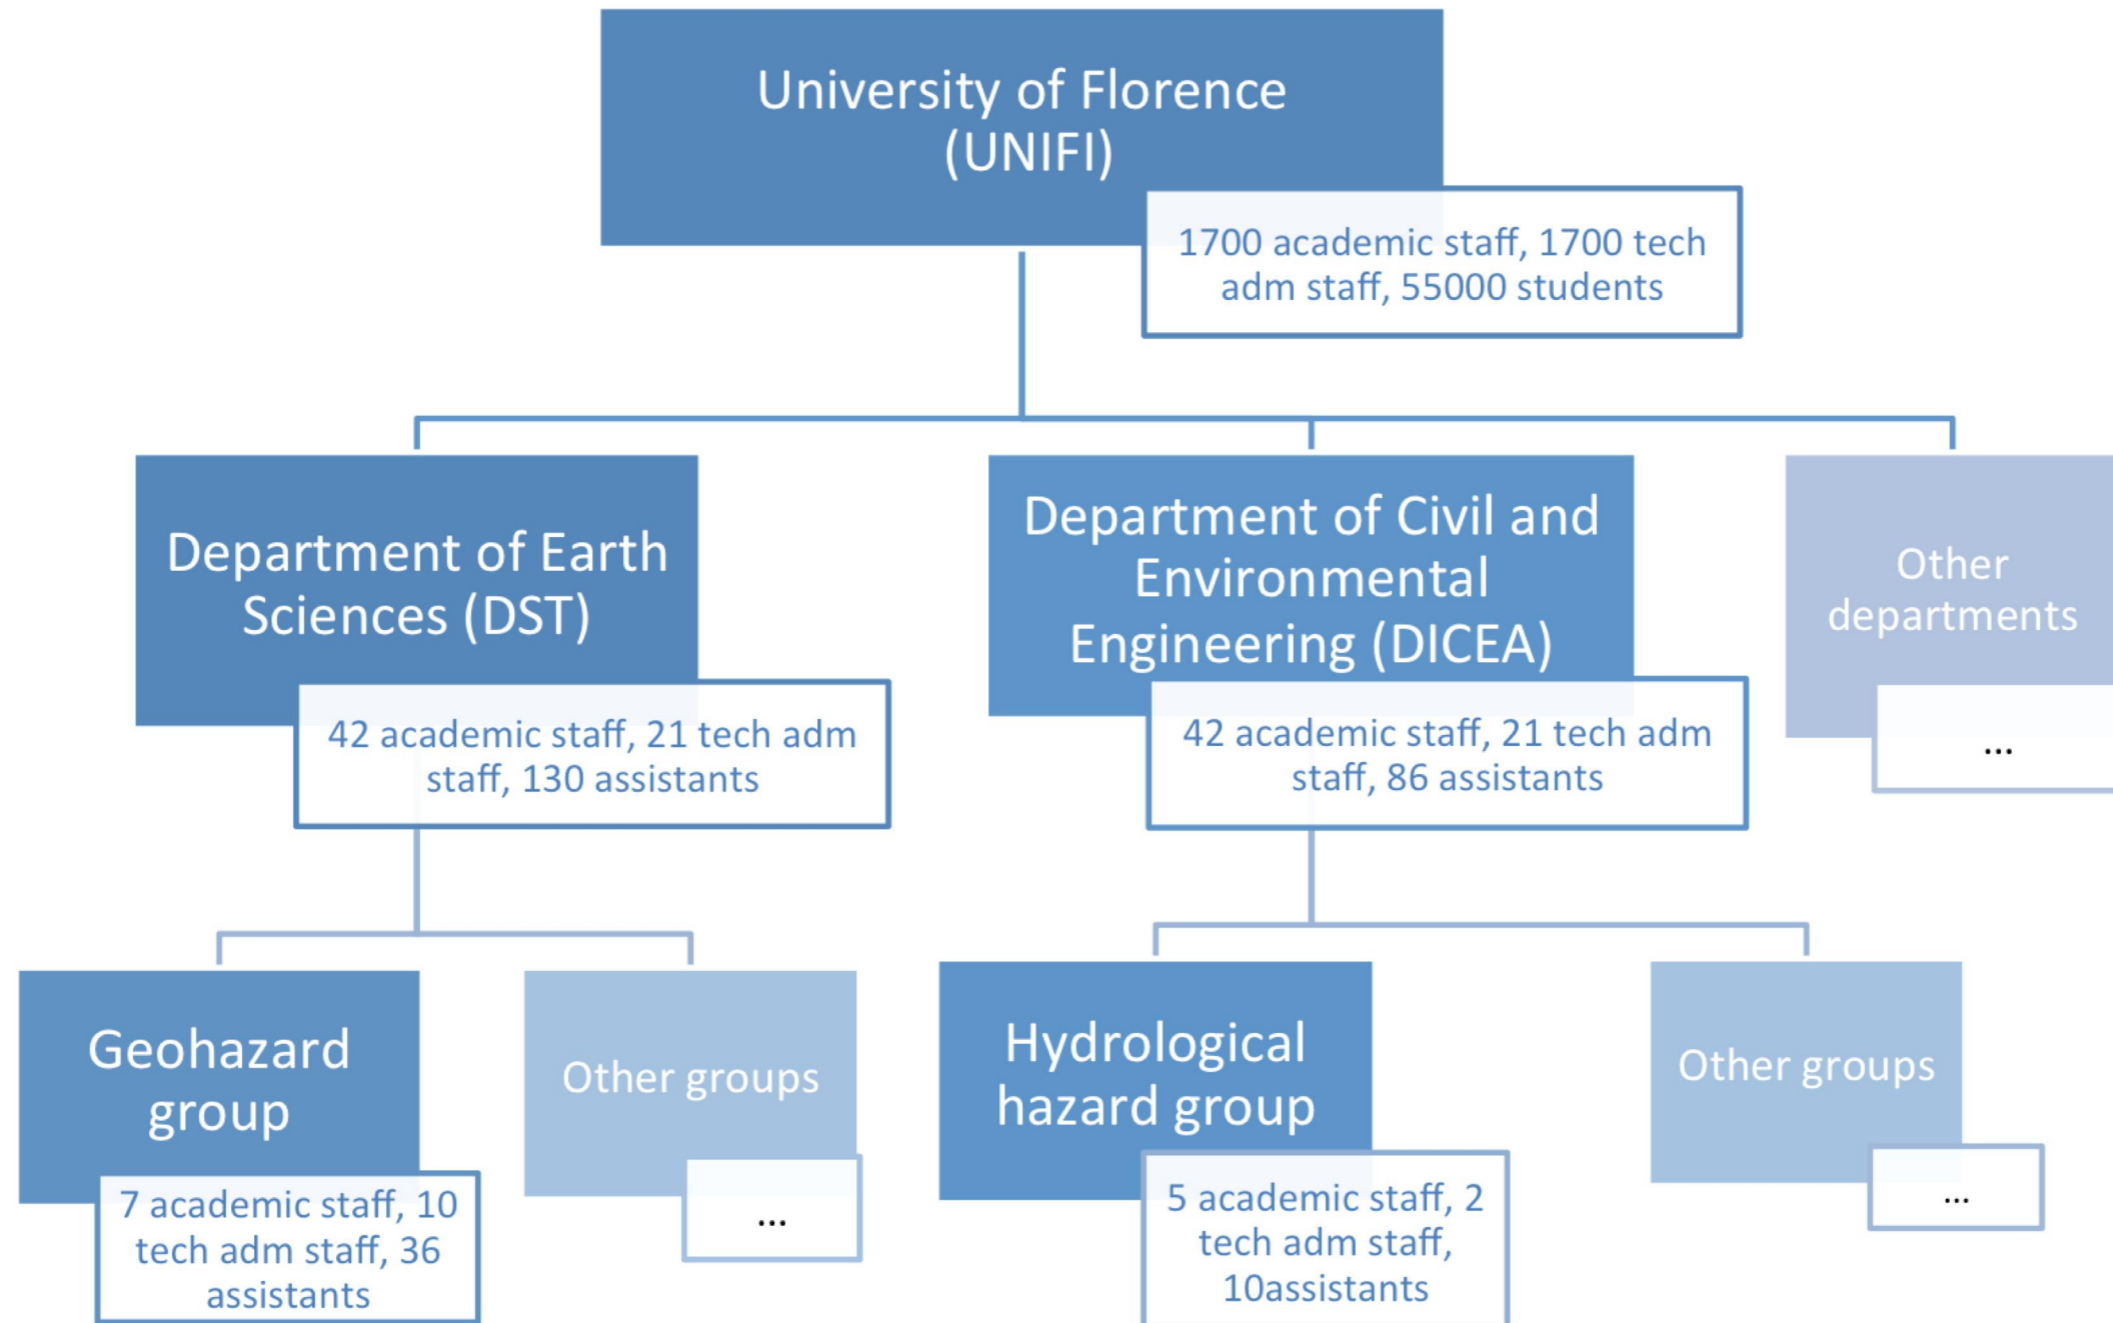 University of Florence
(UNIFI)
1700 academic staff, 1700 tech
adm staff, 55000 students
Department of Earth
Sciences (DST)
42 academic staff, 21 tech adm
staff, 130 assistants
Department of Civil and
Environmental
Engineering (DICEA)
42 academic staff, 21 tech adm
staff, 86 assistants
Other
departments
...
Geohazard
group
7 academic staff, 10
tech adm staff, 36
assistants
Other groups
...
Hydrological
hazard group
5 academic staff, 2
tech adm staff,
10assistants
Other groups
...